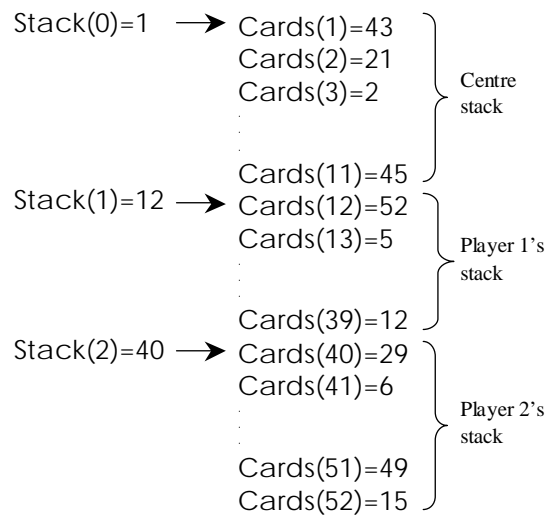 Stack(0)=1
Cards(1)=43
Cards(2)=21
Cards(3)=2
.
.
.
Cards(11)=45
Centre
stack
Stack(1)=12
Cards(12)=52
Cards(13)=5
.
.
.
Cards(39)=12
Player 1's
stack
Stack(2)=40
Cards(40)=29
Cards(41)=6
.
.
.
Cards(51)=49
Cards(52)=15
Player 2's
stack